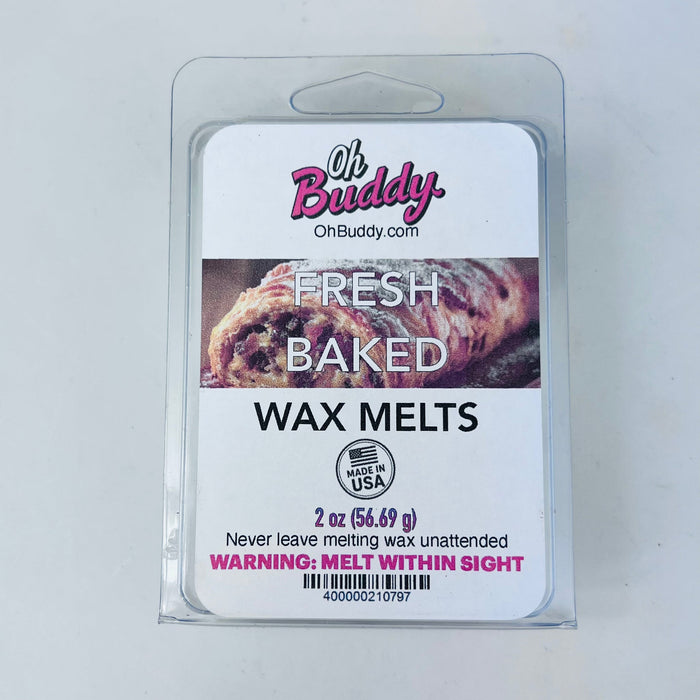 Oh
Buddy
OhBuddy.com
FRESH
BAKED
WAX MELTS
MADE IN
USA
2 oz (56.69 g)
Never leave melting wax unattended
WARNING: MELT WITHIN SIGHT
400000210797